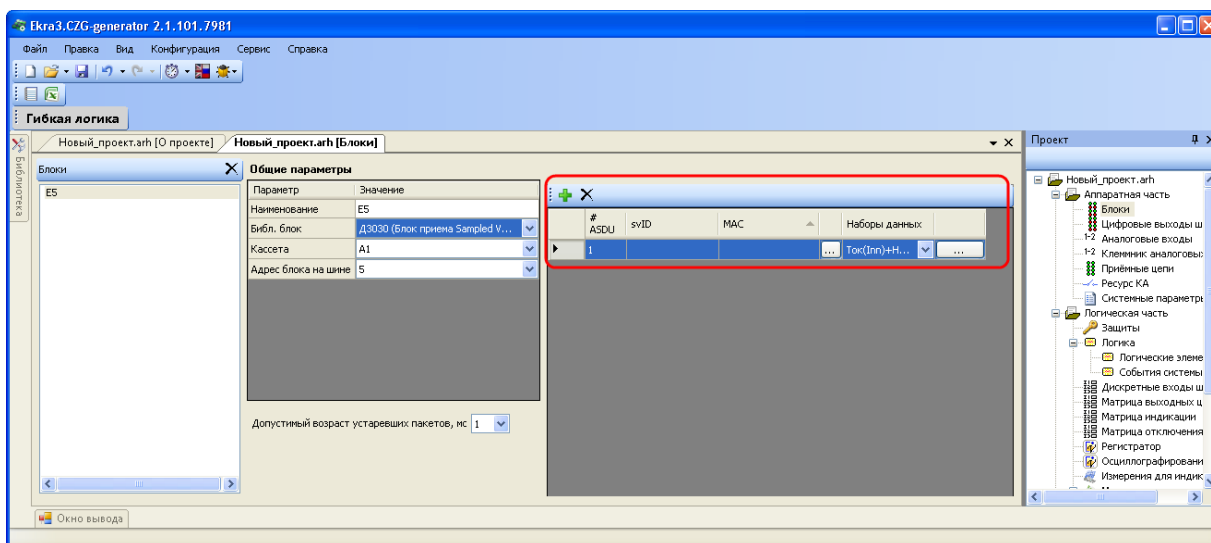 Ekra3.CZG-generator 2.1.101.7981
Файл Правка Вид Конфигурация Сервис Справка
Гибкая логика
Новый_проект.arh [О проекте] Новый_проект.arh [Блоки]
Библиотека
Блоки
E5
Общие параметры
Параметр Значение
Наименование E5
Библ. блок Д3030 (Блок приема Sampled V...
Кассета A1
Адрес блока на шине 5
Допустимый возраст устаревших пакетов, мс 1
# ASDU svID MAC Наборы данных
1 ... Ток(Inn)+Н... ...
Проект
Новый_проект.arh
Аппаратная часть
Блоки
Цифровые выходы ш
Аналоговые входы
Клеммник аналоговы
Приёмные цепи
Ресурс КА
Системные параметры
Логическая часть
Защиты
Логика
Логические элеме
События системы
Дискретные входы ш
Матрица выходных ц
Матрица индикации
Матрица отключения
Регистратор
Осциллографировани
Измерения для индик
Окно вывода